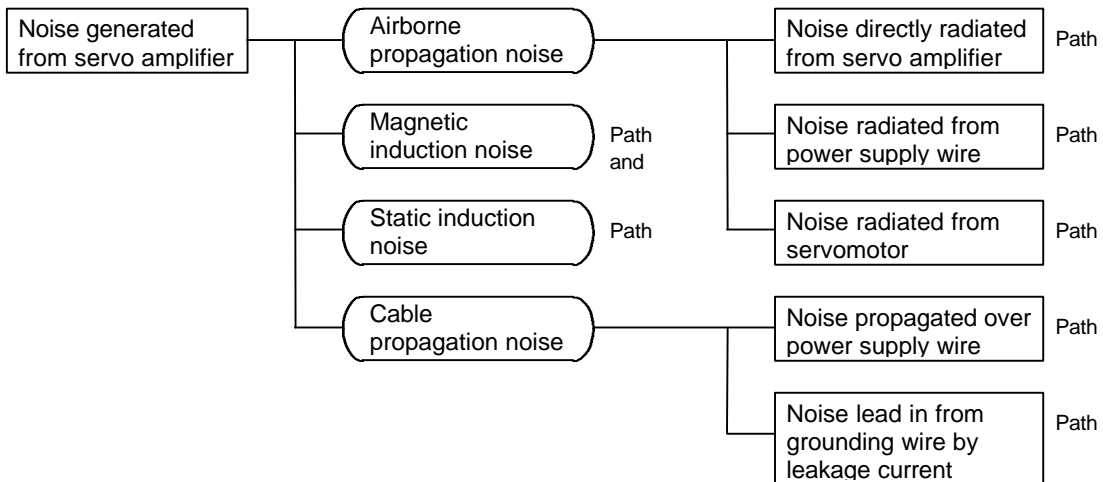 Noise generated
from servo amplifier
Airborne
propagation noise
Noise directly radiated
from servo amplifier
Path
Magnetic
induction noise
Path
and
Noise radiated from
power supply wire
Path
Static induction
noise
Path
Noise radiated from
servomotor
Path
Cable
propagation noise
Noise propagated over
power supply wire
Path
Noise lead in from
grounding wire by
leakage current
Path